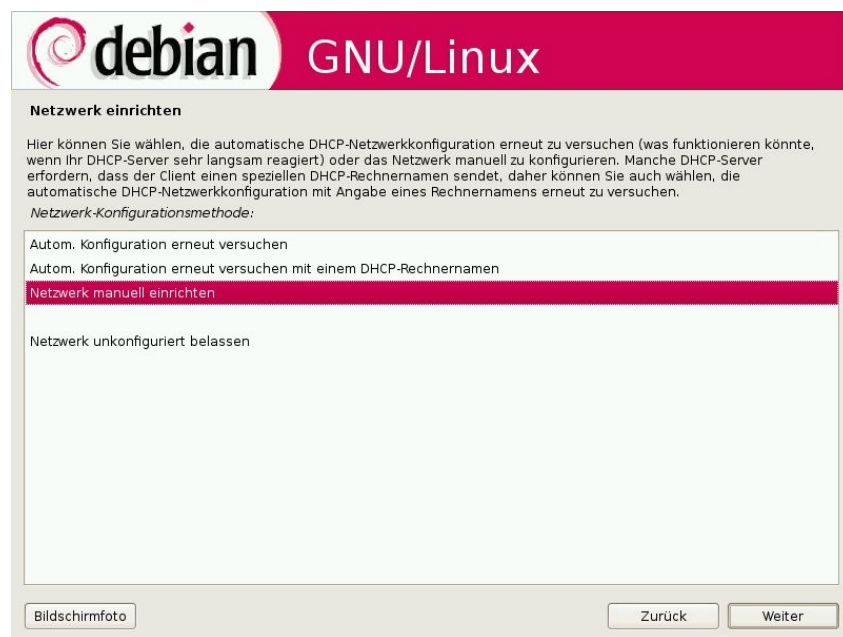 debian GNU/Linux
Netzwerk einrichten
Hier können Sie wählen, die automatische DHCP-Netzwerkkonfiguration erneut zu versuchen (was funktionieren könnte,
wenn Ihr DHCP-Server sehr langsam reagiert) oder das Netzwerk manuell zu konfigurieren. Manche DHCP-Server
erfordern, dass der Client einen speziellen DHCP-Rechnernamen sendet, daher können Sie auch wählen, die
automatische DHCP-Netzwerkkonfiguration mit Angabe eines Rechnernamens erneut zu versuchen.
Netzwerk-Konfigurationsmethode:
Autom. Konfiguration erneut versuchen
Autom. Konfiguration erneut versuchen mit einem DHCP-Rechnernamen
Netzwerk manuell einrichten
Netzwerk unkonfiguriert belassen
Bildschirmfoto Zurück Weiter